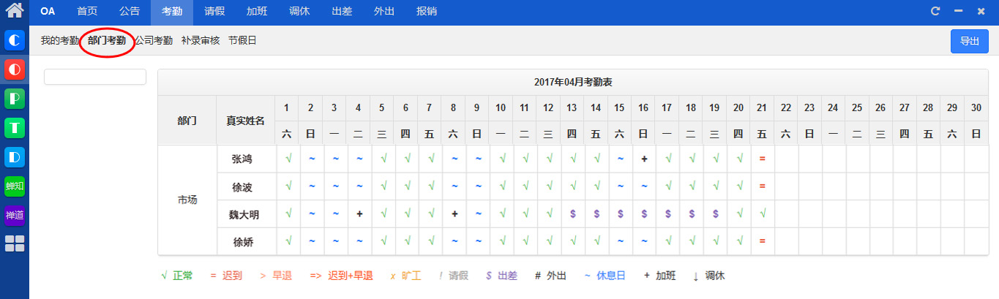 OA 首页 公告 考勤 请假 加班 调休 出差 外出 报销
我的考勤 部门考勤 公司考勤 补录审核 节假日 导出
2017年04月考勤表
部门 真实姓名 1 2 3 4 5 6 7 8 9 10 11 12 13 14 15 16 17 18 19 20 21 22 23 24 25 26 27 28 29 30
六 日 一 二 三 四 五 六 日 一 二 三 四 五 六 日 一 二 三 四 五 六 日 一 二 三 四 五 六 日
市场 张鸿 √ ~ ~ ~ √ √ √ ~ ~ √ √ √ √ √ ~ + √ √ √ √ =
徐波 √ ~ ~ ~ √ √ √ ~ ~ √ √ √ √ √ ~ ~ √ √ √ √ =
魏大明 √ ~ ~ + √ √ √ + ~ √ √ √ $ $ $ $ $ $ $ √ √
徐娇 √ ~ ~ ~ √ √ √ ~ ~ √ √ √ √ √ ~ ~ √ √ √ √ =
√ 正常 = 迟到 > 早退 => 迟到+早退 x 旷工 ! 请假 $ 出差 # 外出 ~ 休息日 + 加班 ↓ 调休
C
P
T
D
蝉知
禅道